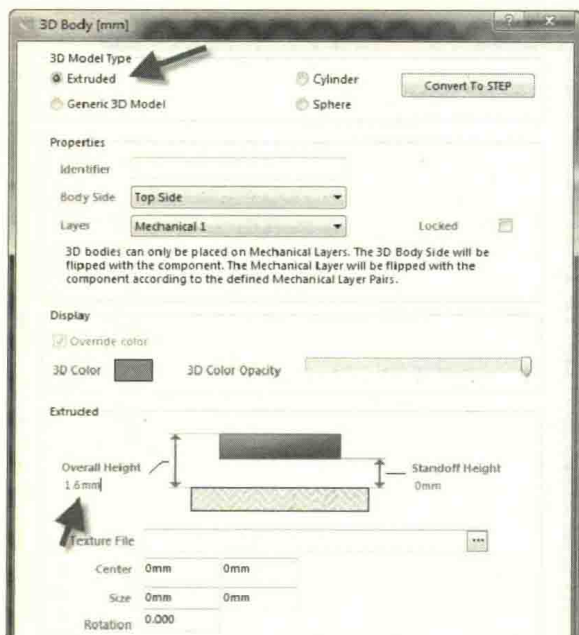 3D Body [mm]
3D Model Type
Extruded
Cylinder
Convert To STEP
Generic 3D Model
Sphere
Properties
Identifier
Body Side Top Side
Layer Mechanical 1 Locked
3D bodies can only be placed on Mechanical Layers. The 3D Body Side will be
flipped with the component. The Mechanical Layer will be flipped with the
component according to the defined Mechanical Layer Pairs.
Display
Override color
3D Color 3D Color Opacity
Extruded
Overall Height
1.6mm
Standoff Height
0mm
Texture File ...
Center 0mm 0mm
Size 0mm 0mm
Rotation 0.000